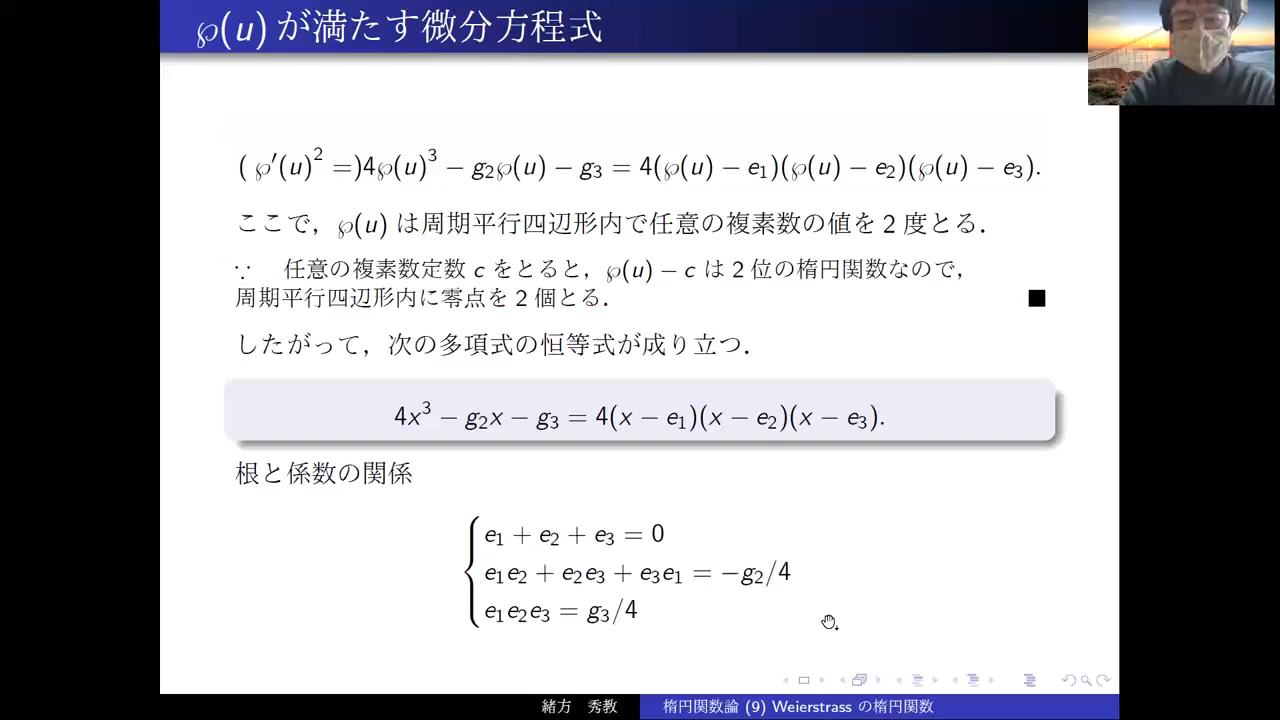 ℘(u) が満たす微分方程式
( ℘′(u)² =)4℘(u)³ − g₂℘(u) − g₃ = 4(℘(u) − e₁)(℘(u) − e₂)(℘(u) − e₃).
ここで，℘(u) は周期平行四辺形内で任意の複素数の値を 2 度とる．
∵ 任意の複素数定数 c をとると，℘(u) − c は 2 位の楕円関数なので，
周期平行四辺形内に零点を 2 個とる． ■
したがって，次の多項式の恒等式が成り立つ．
4x³ − g₂x − g₃ = 4(x − e₁)(x − e₂)(x − e₃).
根と係数の関係
e₁ + e₂ + e₃ = 0
e₁e₂ + e₂e₃ + e₃e₁ = −g₂/4
e₁e₂e₃ = g₃/4
緒方 秀教 楕円関数論 (9) Weierstrass の楕円関数